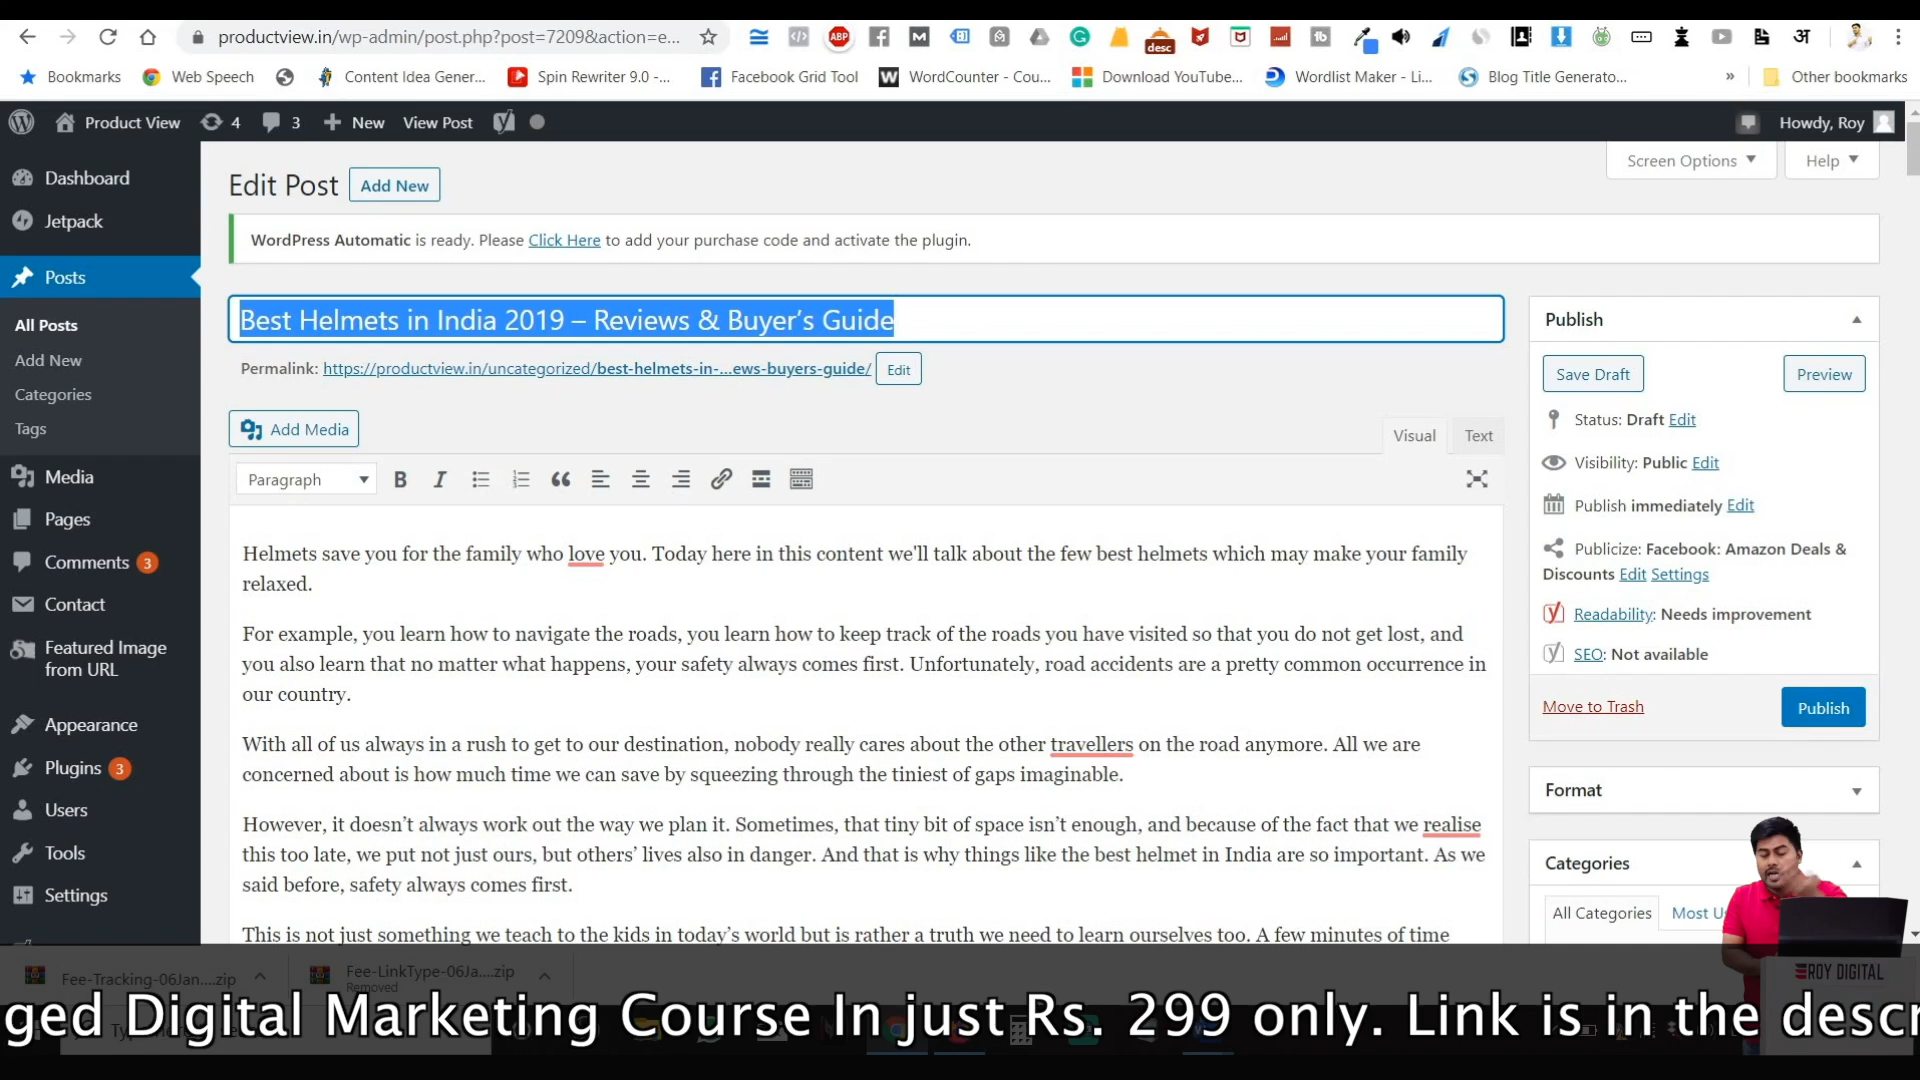 productview.in/wp-admin/post.php?post=7209&action=e...
ABP
desc
अ
Bookmarks
Web Speech
Content Idea Gener...
Spin Rewriter 9.0 -...
Facebook Grid Tool
WordCounter - Cou...
Download YouTube...
Wordlist Maker - Li...
Blog Title Generato...
»
Other bookmarks
Product View
4
3
New
View Post
Howdy, Roy
Dashboard
Jetpack
Posts
All Posts
Add New
Categories
Tags
Media
Pages
Comments 3
Contact
Featured Image
from URL
Appearance
Plugins 3
Users
Tools
Settings
Screen Options
Help
Edit Post
Add New
WordPress Automatic is ready. Please Click Here to add your purchase code and activate the plugin.
Best Helmets in India 2019 – Reviews & Buyer’s Guide
Permalink: https://productview.in/uncategorized/best-helmets-in-...ews-buyers-guide/
Edit
Add Media
Visual
Text
Paragraph
B
I
Helmets save you for the family who love you. Today here in this content we'll talk about the few best helmets which may make your family
relaxed.
For example, you learn how to navigate the roads, you learn how to keep track of the roads you have visited so that you do not get lost, and
you also learn that no matter what happens, your safety always comes first. Unfortunately, road accidents are a pretty common occurrence in
our country.
With all of us always in a rush to get to our destination, nobody really cares about the other travellers on the road anymore. All we are
concerned about is how much time we can save by squeezing through the tiniest of gaps imaginable.
However, it doesn’t always work out the way we plan it. Sometimes, that tiny bit of space isn’t enough, and because of the fact that we realise
this too late, we put not just ours, but others’ lives also in danger. And that is why things like the best helmet in India are so important. As we
said before, safety always comes first.
This is not just something we teach to the kids in today’s world but is rather a truth we need to learn ourselves too. A few minutes of time
Publish
Save Draft
Preview
Status: Draft Edit
Visibility: Public Edit
Publish immediately Edit
Publicize: Facebook: Amazon Deals &
Discounts Edit Settings
Readability: Needs improvement
SEO: Not available
Move to Trash
Publish
Format
Categories
All Categories
Most U
ROY DIGITAL
Fee-Tracking-06Jan....zip
Fee-LinkType-06Ja....zip
Removed
ged Digital Marketing Course In just Rs. 299 only. Link is in the descr